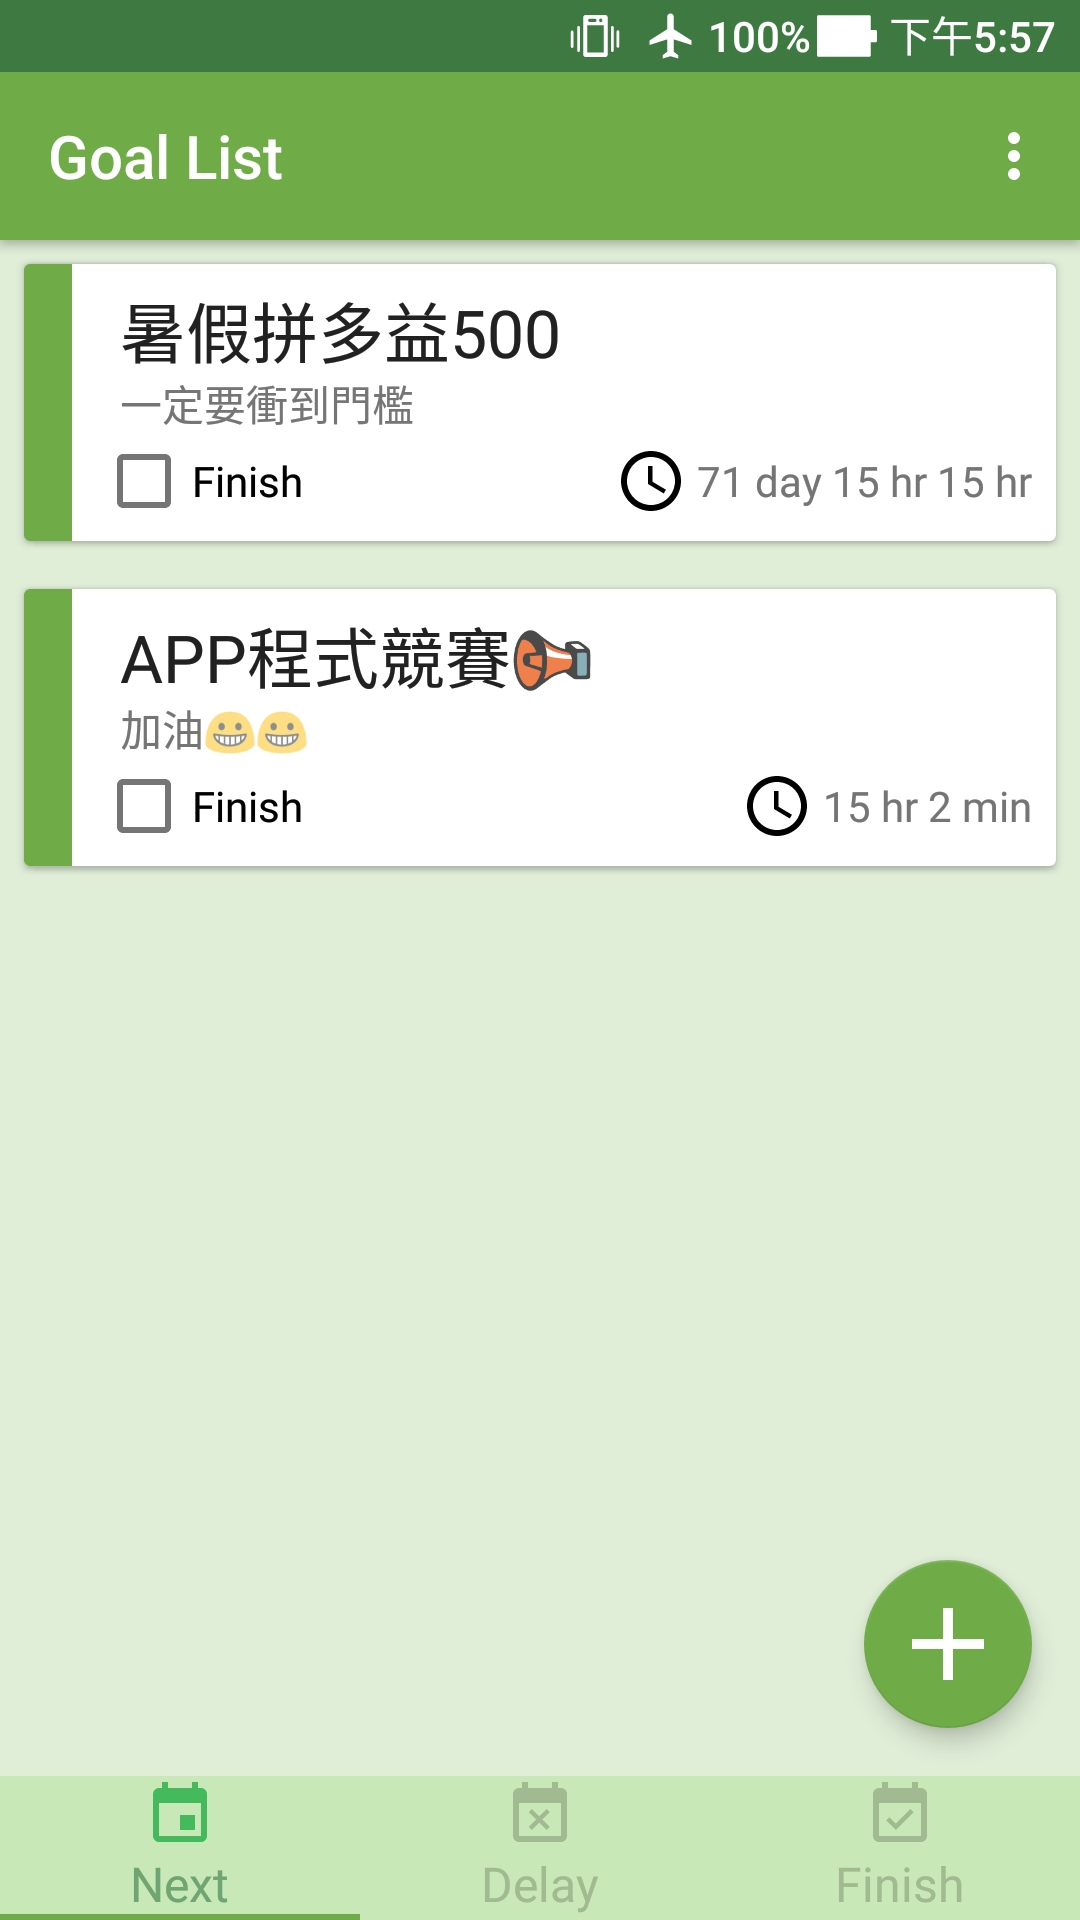 100% 下午5:57
Goal List
暑假拼多益500
一定要衝到門檻
Finish 71 day 15 hr 15 hr
APP程式競賽
加油😀😀
Finish 15 hr 2 min
Next Delay Finish